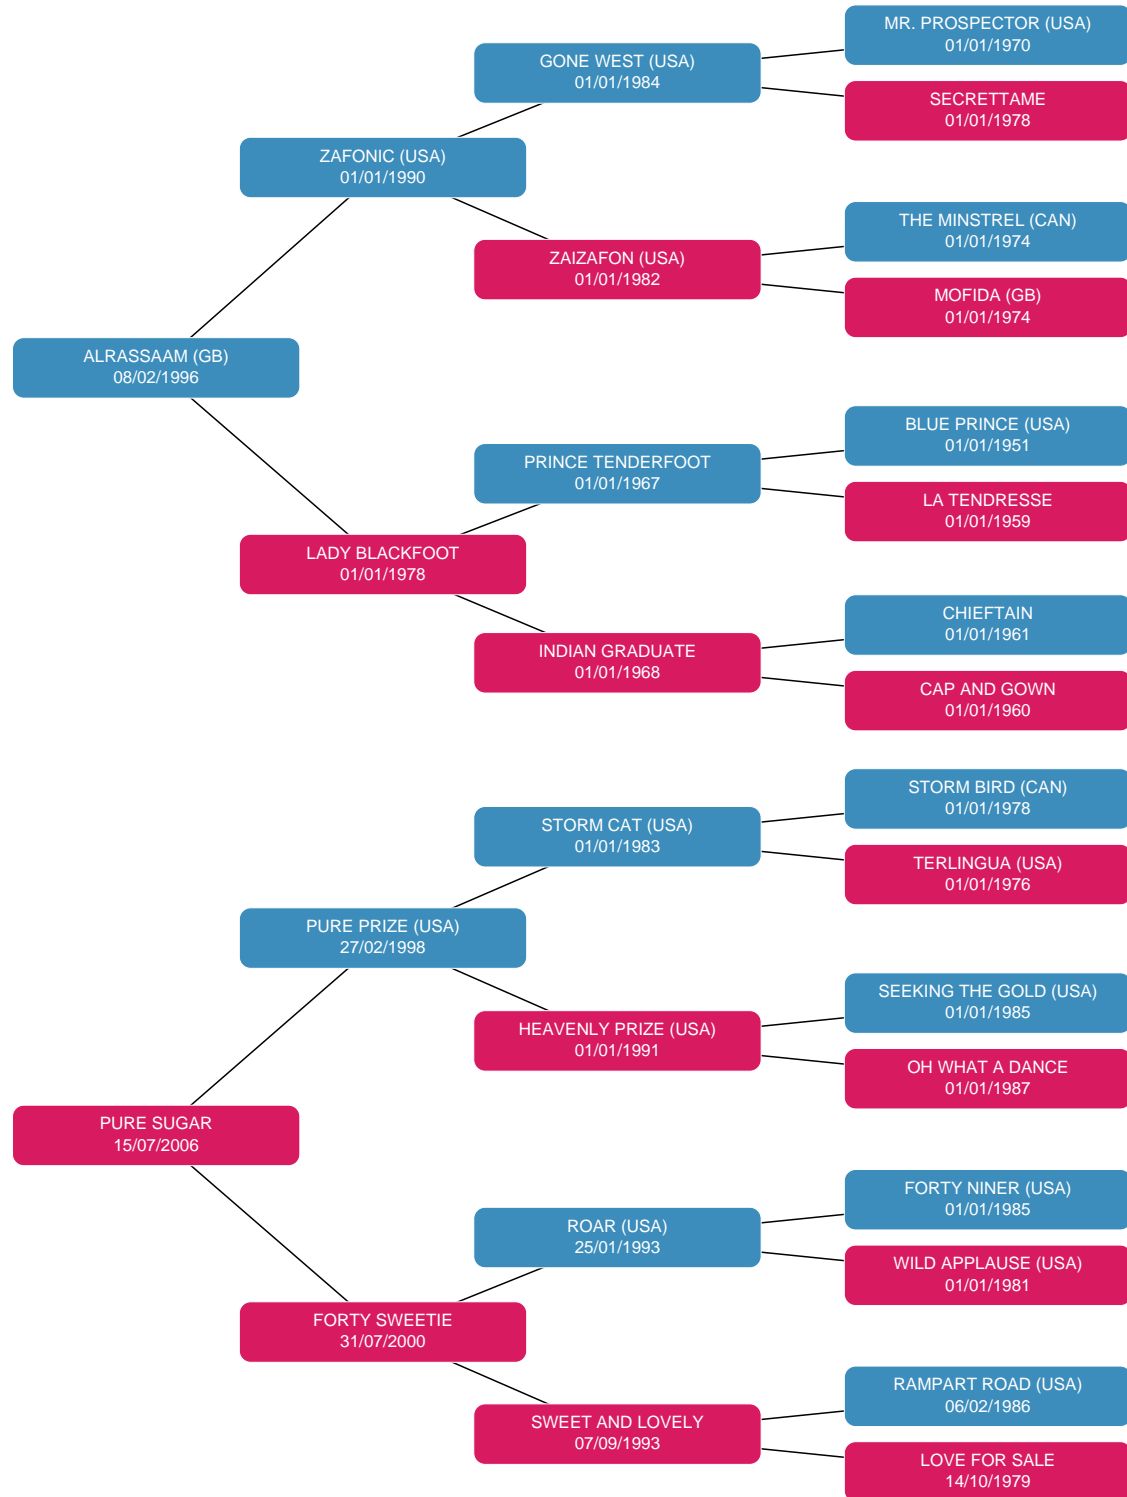 MR. PROSPECTOR (USA)
01/01/1970
GONE WEST (USA)
01/01/1984
SECRETTAME
01/01/1978
ZAFONIC (USA)
01/01/1990
THE MINSTREL (CAN)
01/01/1974
ZAIZAFON (USA)
01/01/1982
MOFIDA (GB)
01/01/1974
ALRASSAAM (GB)
08/02/1996
BLUE PRINCE (USA)
01/01/1951
PRINCE TENDERFOOT
01/01/1967
LA TENDRESSE
01/01/1959
LADY BLACKFOOT
01/01/1978
CHIEFTAIN
01/01/1961
INDIAN GRADUATE
01/01/1968
CAP AND GOWN
01/01/1960
STORM BIRD (CAN)
01/01/1978
STORM CAT (USA)
01/01/1983
TERLINGUA (USA)
01/01/1976
PURE PRIZE (USA)
27/02/1998
SEEKING THE GOLD (USA)
01/01/1985
HEAVENLY PRIZE (USA)
01/01/1991
OH WHAT A DANCE
01/01/1987
PURE SUGAR
15/07/2006
FORTY NINER (USA)
01/01/1985
ROAR (USA)
25/01/1993
WILD APPLAUSE (USA)
01/01/1981
FORTY SWEETIE
31/07/2000
RAMPART ROAD (USA)
06/02/1986
SWEET AND LOVELY
07/09/1993
LOVE FOR SALE
14/10/1979